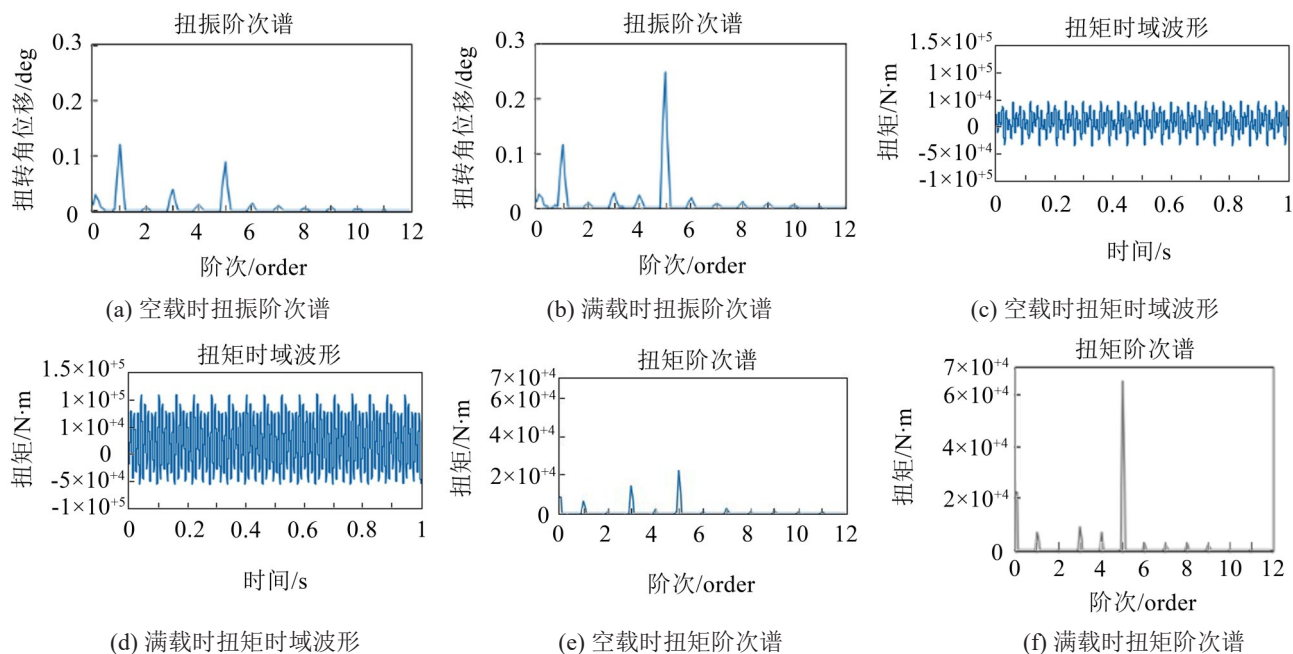 扭振阶次谱
0.3
0.2
0.1
0
扭转角位移/deg
0 2 4 6 8 10 12
阶次/order
(a) 空载时扭振阶次谱
扭振阶次谱
0.3
0.2
0.1
0
扭转角位移/deg
0 2 4 6 8 10 12
阶次/order
(b) 满载时扭振阶次谱
扭矩时域波形
1.5×10⁺⁵
1×10⁺⁵
1×10⁺⁴
0
-5×10⁺⁴
-1×10⁺⁵
扭矩/N·m
0 0.2 0.4 0.6 0.8 1
时间/s
(c) 空载时扭矩时域波形
扭矩时域波形
1.5×10⁺⁵
1×10⁺⁵
1×10⁺⁴
0
-5×10⁺⁴
-1×10⁺⁵
扭矩/N·m
0 0.2 0.4 0.6 0.8 1
时间/s
(d) 满载时扭矩时域波形
扭矩阶次谱
7×10⁺⁴
6×10⁺⁴
4×10⁺⁴
2×10⁺⁴
0
扭矩/N·m
0 2 4 6 8 10 12
阶次/order
(e) 空载时扭矩阶次谱
扭矩阶次谱
7×10⁺⁴
6×10⁺⁴
4×10⁺⁴
2×10⁺⁴
0
扭矩/N·m
0 2 4 6 8 10 12
阶次/order
(f) 满载时扭矩阶次谱